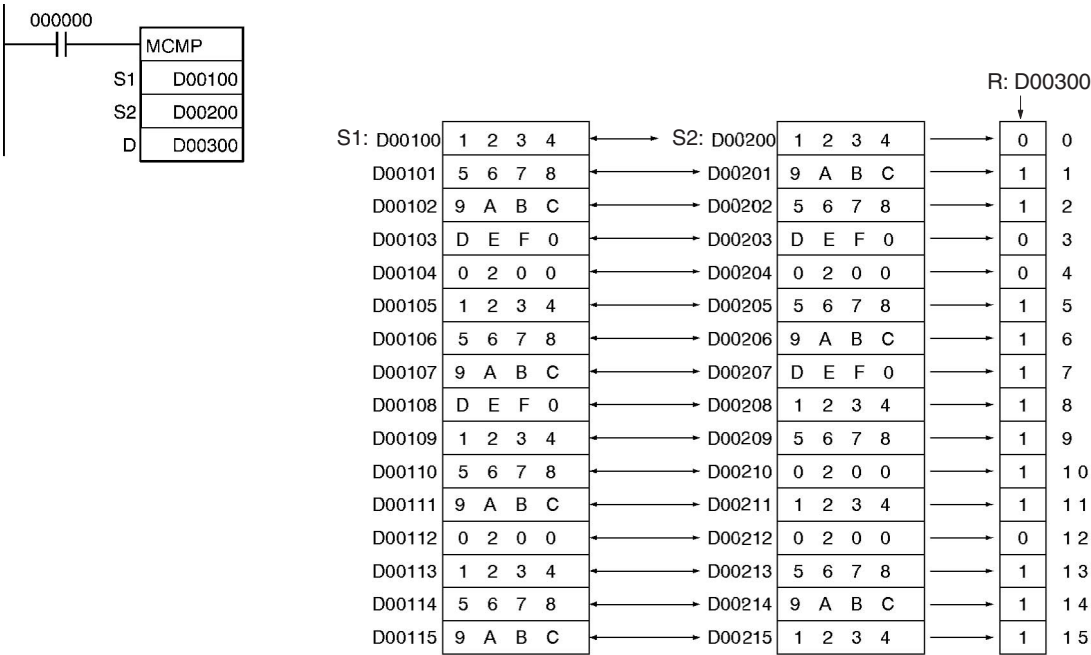 000000
MCMP
S1 D00100
S2 D00200
D D00300
R: D00300
S1: D00100 1 2 3 4 S2: D00200 1 2 3 4 0 0
D00101 5 6 7 8 D00201 9 A B C 1 1
D00102 9 A B C D00202 5 6 7 8 1 2
D00103 D E F 0 D00203 D E F 0 0 3
D00104 0 2 0 0 D00204 0 2 0 0 0 4
D00105 1 2 3 4 D00205 5 6 7 8 1 5
D00106 5 6 7 8 D00206 9 A B C 1 6
D00107 9 A B C D00207 D E F 0 1 7
D00108 D E F 0 D00208 1 2 3 4 1 8
D00109 1 2 3 4 D00209 5 6 7 8 1 9
D00110 5 6 7 8 D00210 0 2 0 0 1 10
D00111 9 A B C D00211 1 2 3 4 1 11
D00112 0 2 0 0 D00212 0 2 0 0 0 12
D00113 1 2 3 4 D00213 5 6 7 8 1 13
D00114 5 6 7 8 D00214 9 A B C 1 14
D00115 9 A B C D00215 1 2 3 4 1 15